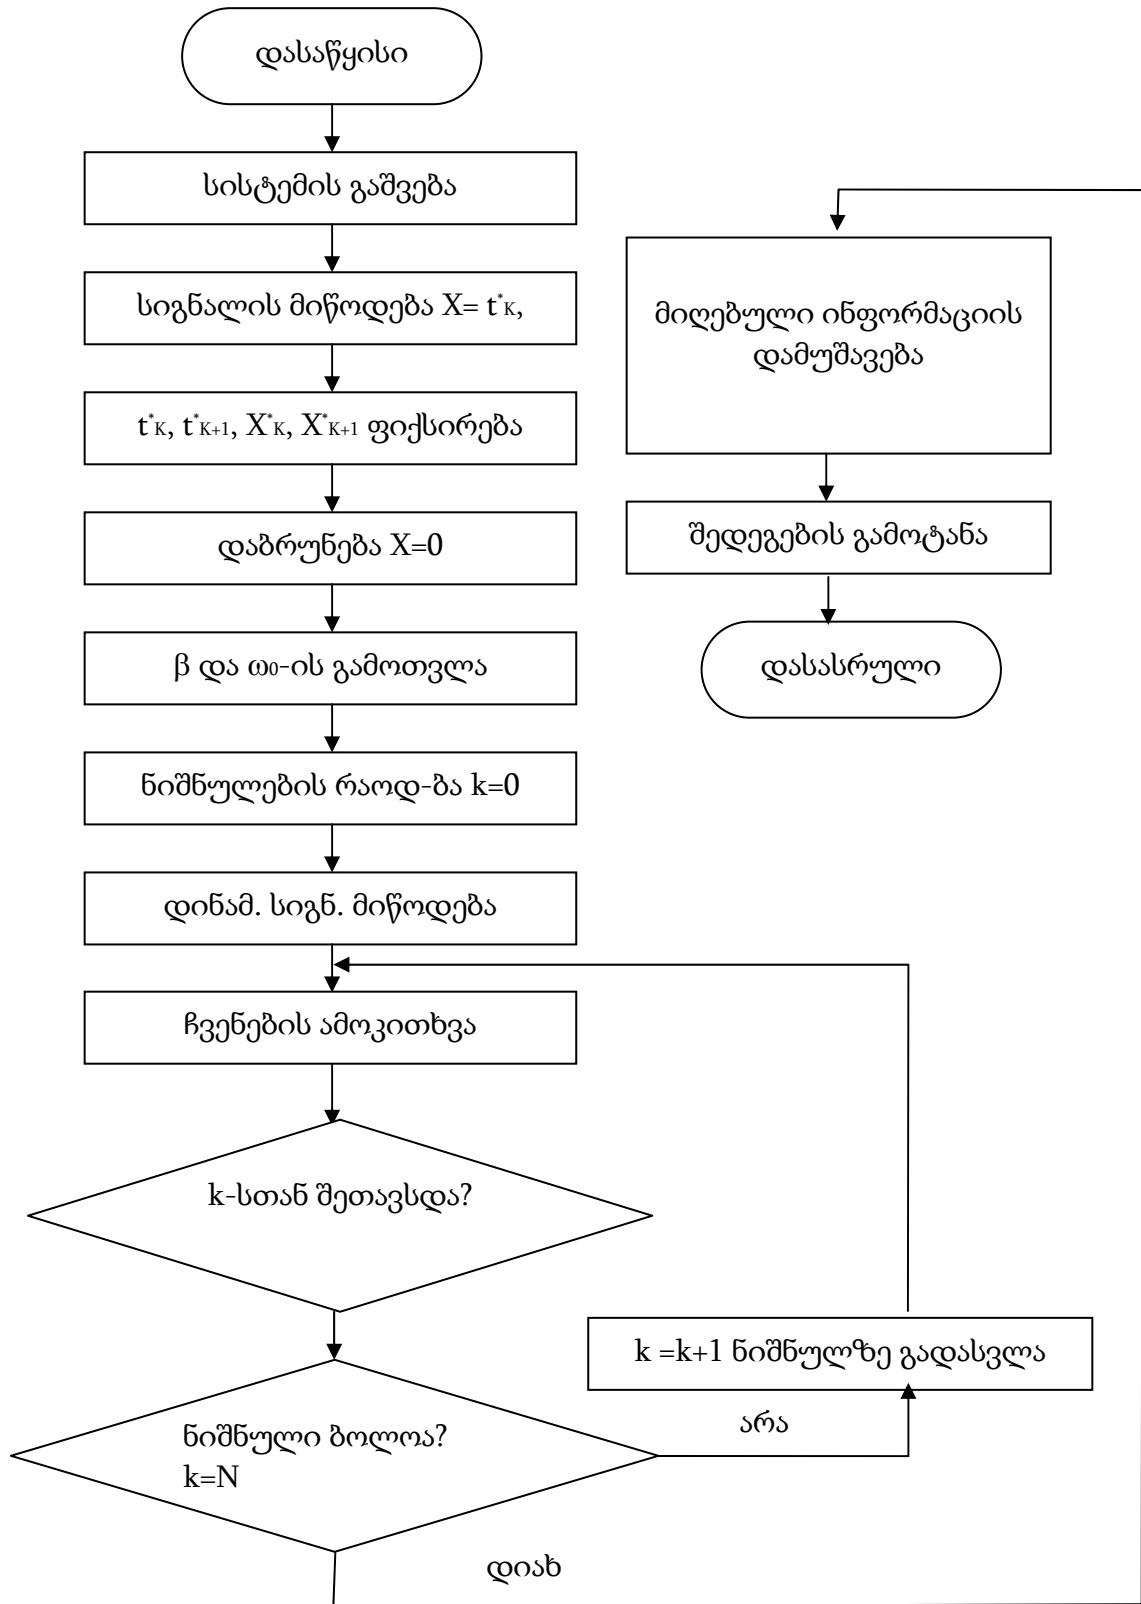 დასაწყისი
სისტემის გაშვება
სიგნალის მიწოდება X= t*K,
t*K, t*K+1, X*K, X*K+1 ფიქსირება
დაბრუნება X=0
β და ω0-ის გამოთვლა
ნიშნულების რაოდ-ბა k=0
დინამ. სიგნ. მიწოდება
ჩვენების ამოკითხვა
k-სთან შეთავსდა?
ნიშნული ბოლოა?
k=N
არა
k =k+1 ნიშნულზე გადასვლა
დიახ
მიღებული ინფორმაციის
დამუშავება
შედეგების გამოტანა
დასასრული